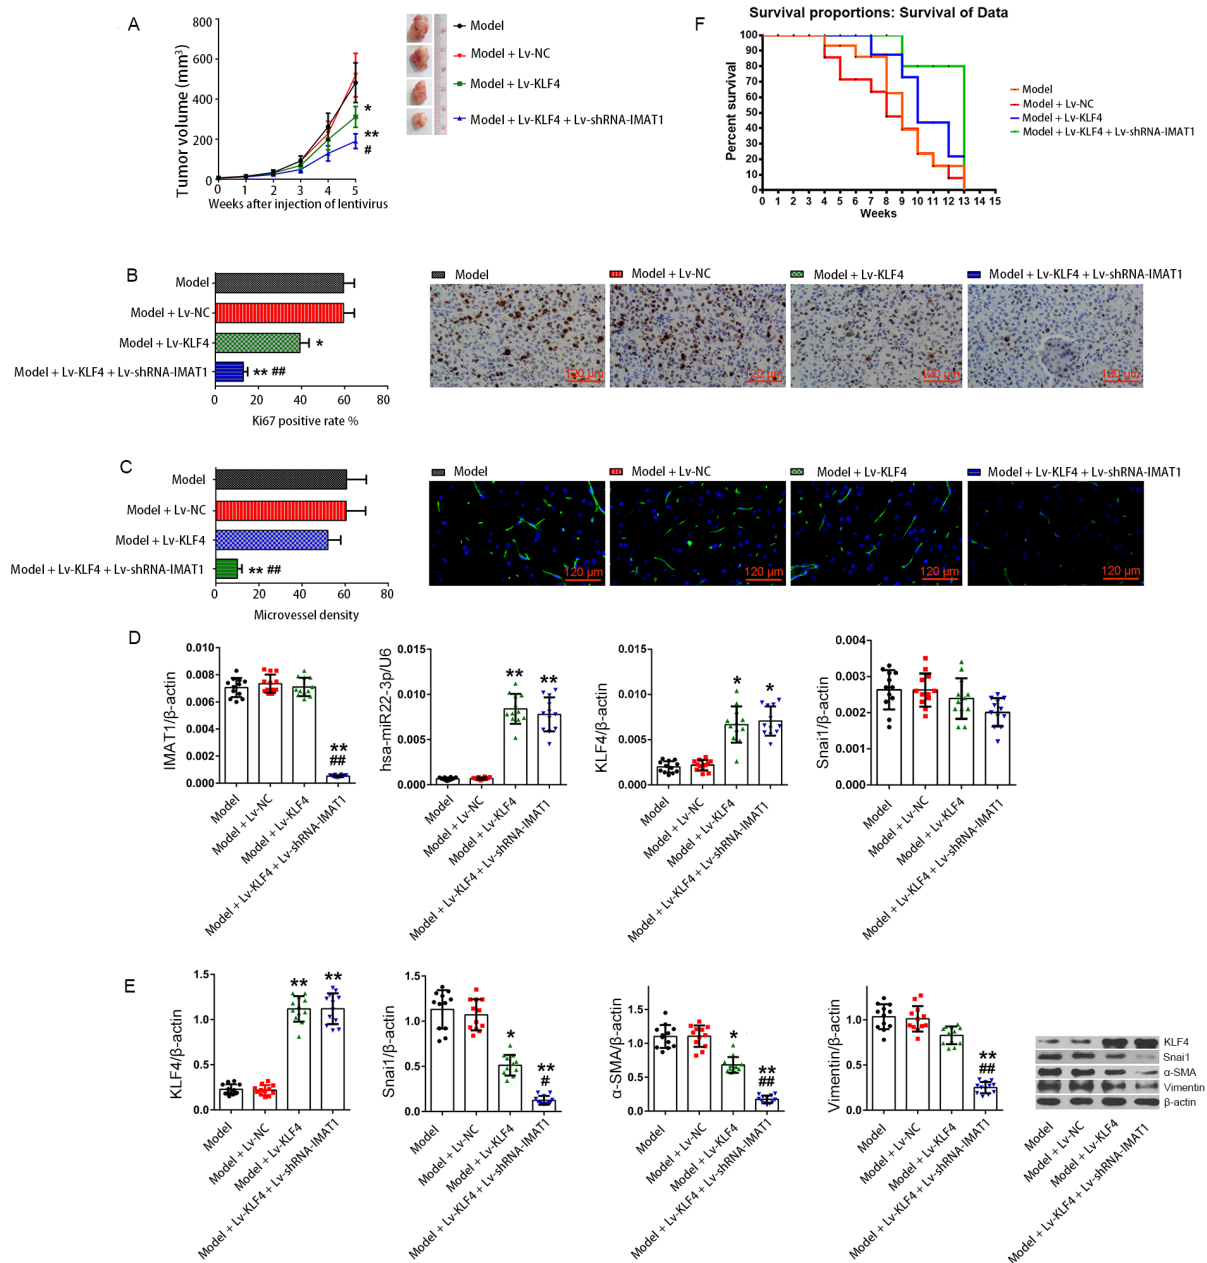 A
Tumor volume (mm³)
800
600
400
200
0
0 1 2 3 4 5
Weeks after injection of lentivirus
*
**
#
Model
Model + Lv-NC
Model + Lv-KLF4
Model + Lv-KLF4 + Lv-shRNA-IMAT1
F
Survival proportions: Survival of Data
Percent survival
100
90
80
70
60
50
40
30
20
10
0
0 1 2 3 4 5 6 7 8 9 10 11 12 13 14 15
Weeks
Model
Model + Lv-NC
Model + Lv-KLF4
Model + Lv-KLF4 + Lv-shRNA-IMAT1
B
Model
Model + Lv-NC
Model + Lv-KLF4
*
Model + Lv-KLF4 + Lv-shRNA-IMAT1
** ##
0 20 40 60 80
Ki67 positive rate %
Model
Model + Lv-NC
Model + Lv-KLF4
Model + Lv-KLF4 + Lv-shRNA-IMAT1
120 μm
120 μm
120 μm
120 μm
C
Model
Model + Lv-NC
Model + Lv-KLF4
Model + Lv-KLF4 + Lv-shRNA-IMAT1
** ##
0 20 40 60 80
Microvessel density
Model
Model + Lv-NC
Model + Lv-KLF4
Model + Lv-KLF4 + Lv-shRNA-IMAT1
120 μm
120 μm
120 μm
120 μm
D
IMAT1/β-actin
0.010
0.008
0.006
0.004
0.002
0.000
**
##
Model
Model + Lv-NC
Model + Lv-KLF4
Model + Lv-KLF4 + Lv-shRNA-IMAT1
hsa-miR22-3p/U6
0.015
0.010
0.005
0.000
**
**
Model
Model + Lv-NC
Model + Lv-KLF4
Model + Lv-KLF4 + Lv-shRNA-IMAT1
KLF4/β-actin
0.015
0.010
0.005
0.000
*
*
Model
Model + Lv-NC
Model + Lv-KLF4
Model + Lv-KLF4 + Lv-shRNA-IMAT1
Snai1/β-actin
0.004
0.003
0.002
0.001
0.000
Model
Model + Lv-NC
Model + Lv-KLF4
Model + Lv-KLF4 + Lv-shRNA-IMAT1
E
KLF4/β-actin
1.5
1.0
0.5
0.0
**
**
Model
Model + Lv-NC
Model + Lv-KLF4
Model + Lv-KLF4 + Lv-shRNA-IMAT1
Snai1/β-actin
1.5
1.0
0.5
0.0
*
**
#
Model
Model + Lv-NC
Model + Lv-KLF4
Model + Lv-KLF4 + Lv-shRNA-IMAT1
α-SMA/β-actin
1.5
1.0
0.5
0.0
*
**
##
Model
Model + Lv-NC
Model + Lv-KLF4
Model + Lv-KLF4 + Lv-shRNA-IMAT1
Vimentin/β-actin
1.0
0.5
0.0
**
##
Model
Model + Lv-NC
Model + Lv-KLF4
Model + Lv-KLF4 + Lv-shRNA-IMAT1
KLF4
Snai1
α-SMA
Vimentin
β-actin
Model
Model + Lv-NC
Model + Lv-KLF4
Model + Lv-KLF4 + Lv-shRNA-IMAT1